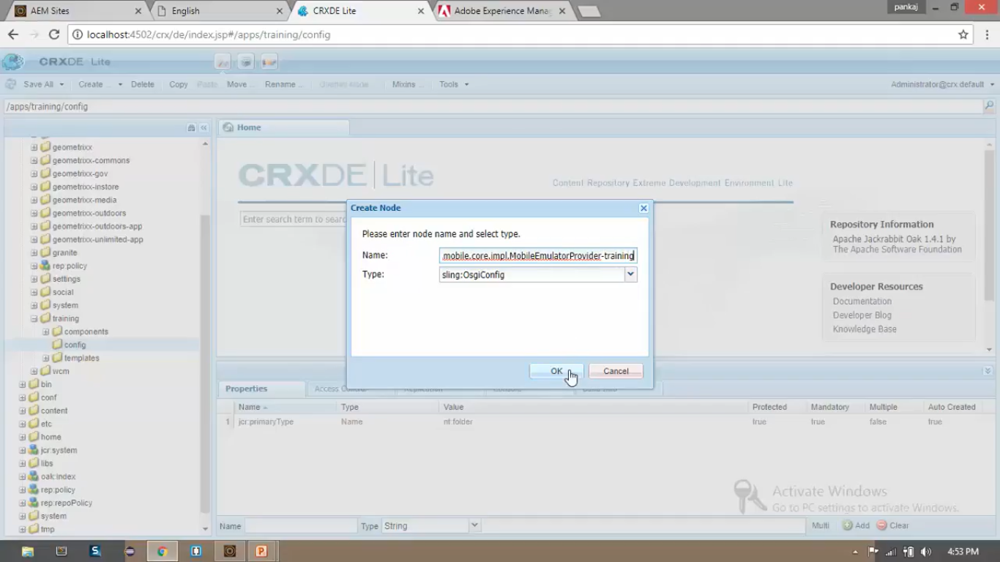 AEM Sites
English
CRXDE Lite
Adobe Experience Mana
pankaj
localhost:4502/crx/de/index.jsp#/apps/training/config
CRXDE Lite
Save All
Create ...
Delete
Copy
Paste
Move ...
Rename ...
Overlay Node ...
Mixins ...
Tools
Administrator@crx.default
/apps/training/config
geometrixx
geometrixx-commons
geometrixx-gov
geometrixx-instore
geometrixx-media
geometrixx-outdoors
geometrixx-outdoors-app
geometrixx-unlimited-app
granite
rep:policy
settings
social
system
training
components
config
templates
wcm
bin
conf
content
etc
home
jcr:system
libs
oak:index
rep:policy
rep:repoPolicy
system
tmp
Home
CRXDE Lite
Content Repository Extreme Development Environment Lite
Enter search term to searc
Repository Information
Apache Jackrabbit Oak 1.4.1 by
The Apache Software Foundation
Developer Resources
Documentation
Developer Blog
Knowledge Base
Create Node
Please enter node name and select type.
Name:
.mobile.core.impl.MobileEmulatorProvider-training
Type:
sling:OsgiConfig
OK
Cancel
Properties
Access Control
Replication
Console
Build Info
Name
Type
Value
Protected
Mandatory
Multiple
Auto Created
1
jcr:primaryType
Name
nt:folder
true
true
false
true
Activate Windows
Go to PC settings to activate Windows.
Name
Type
String
Multi
Add
Clear
4:53 PM